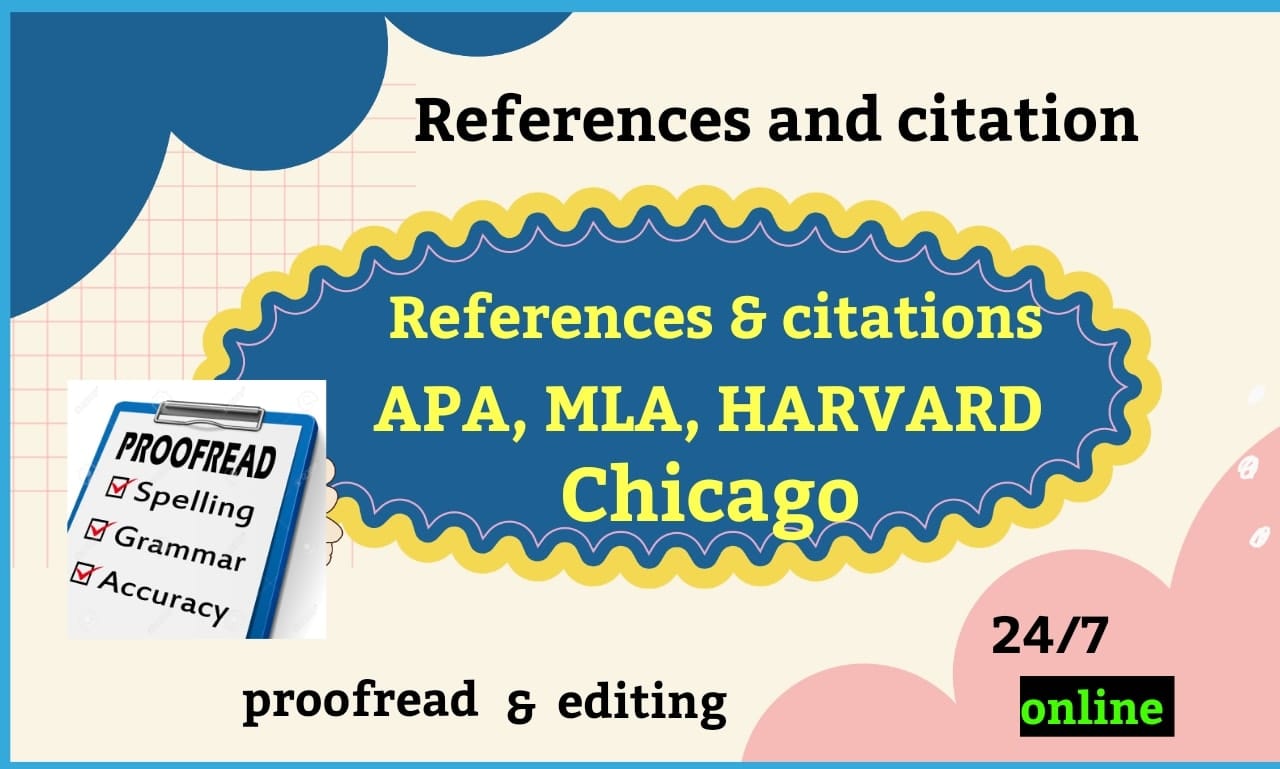 References and citation
References & citations
APA, MLA, HARVARD
Chicago
PROOFREAD
Spelling
Grammar
Accuracy
24/7
proofread & editing
online